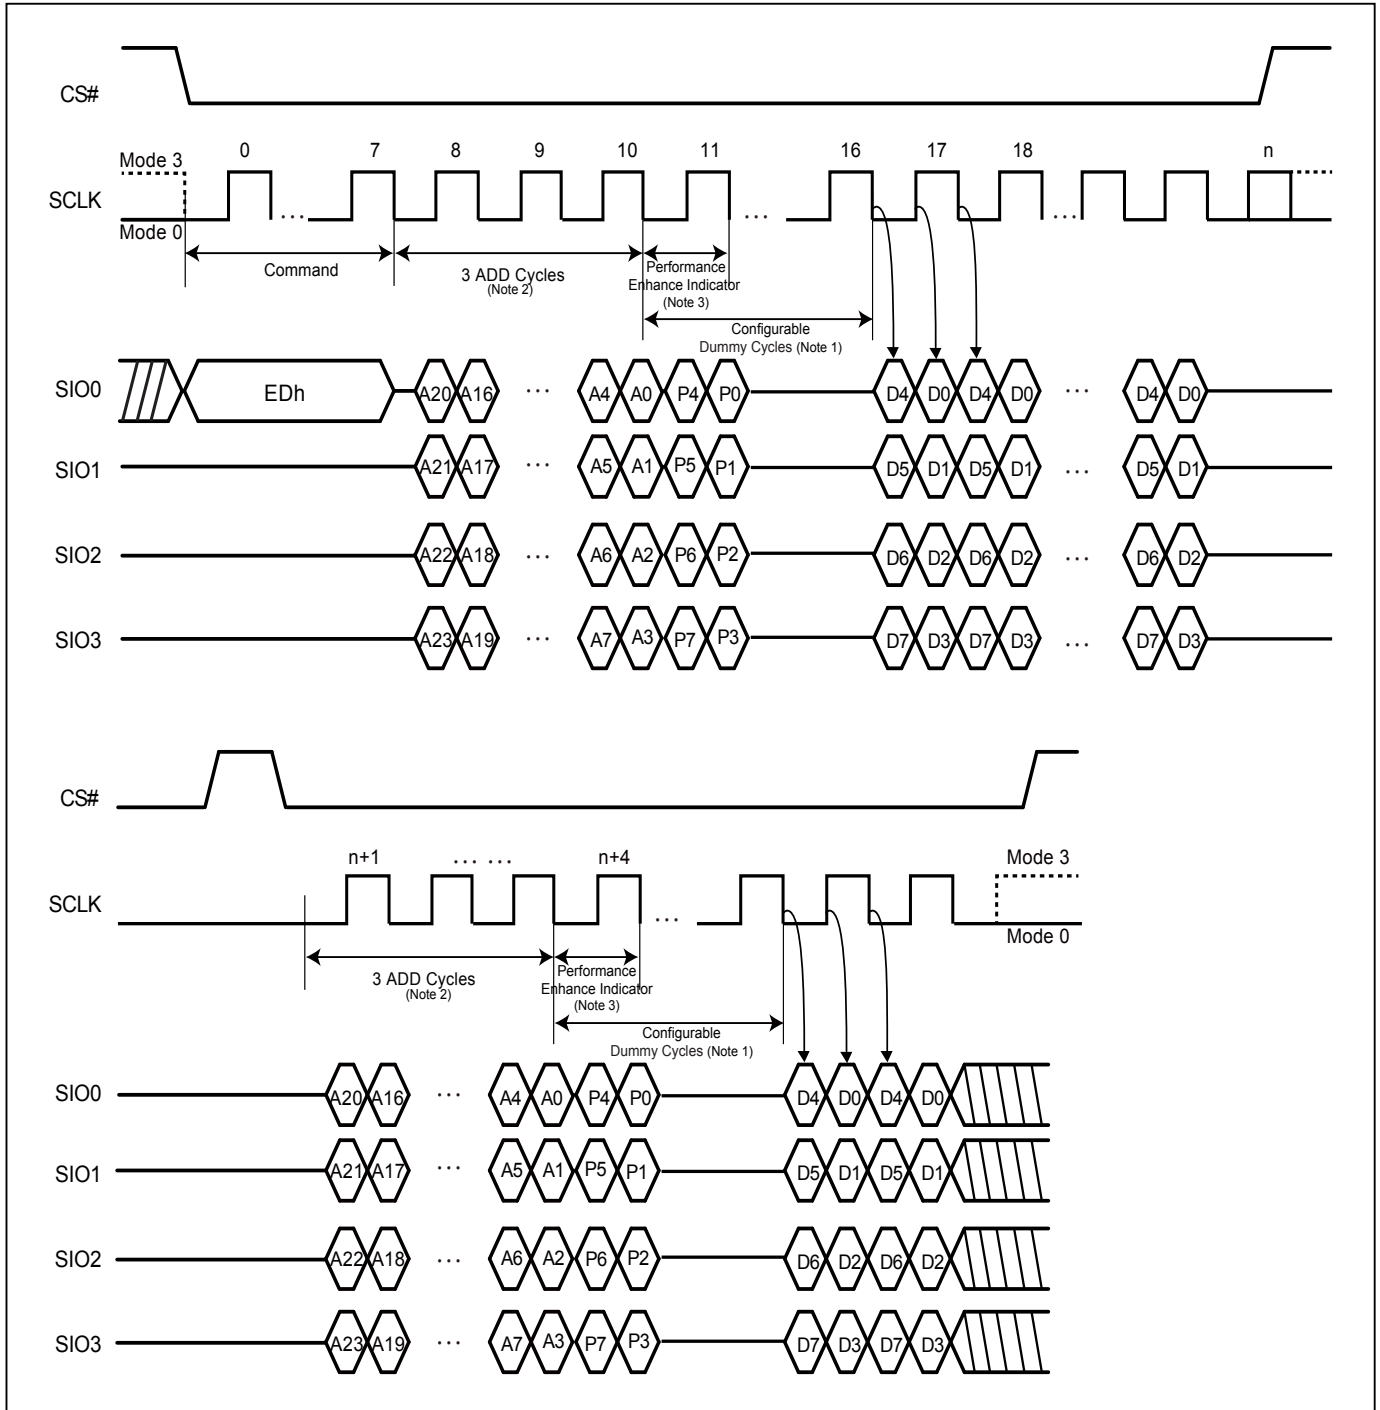 CS#
0 7 8 9 10 11 16 17 18 n
Mode 3
SCLK
... ... ...
Mode 0
Command
3 ADD Cycles
(Note 2)
Performance
Enhance Indicator
(Note 3)
Configurable
Dummy Cycles (Note 1)
SIO0 EDh A20 A16 ... A4 A0 P4 P0 D4 D0 D4 D0 ... D4 D0
SIO1 A21 A17 ... A5 A1 P5 P1 D5 D1 D5 D1 ... D5 D1
SIO2 A22 A18 ... A6 A2 P6 P2 D6 D2 D6 D2 ... D6 D2
SIO3 A23 A19 ... A7 A3 P7 P3 D7 D3 D7 D3 ... D7 D3
CS#
n+1 ... ... n+4 Mode 3
SCLK ...
Mode 0
3 ADD Cycles
(Note 2)
Performance
Enhance Indicator
(Note 3)
Configurable
Dummy Cycles (Note 1)
SIO0 A20 A16 ... A4 A0 P4 P0 D4 D0 D4 D0
SIO1 A21 A17 ... A5 A1 P5 P1 D5 D1 D5 D1
SIO2 A22 A18 ... A6 A2 P6 P2 D6 D2 D6 D2
SIO3 A23 A19 ... A7 A3 P7 P3 D7 D3 D7 D3